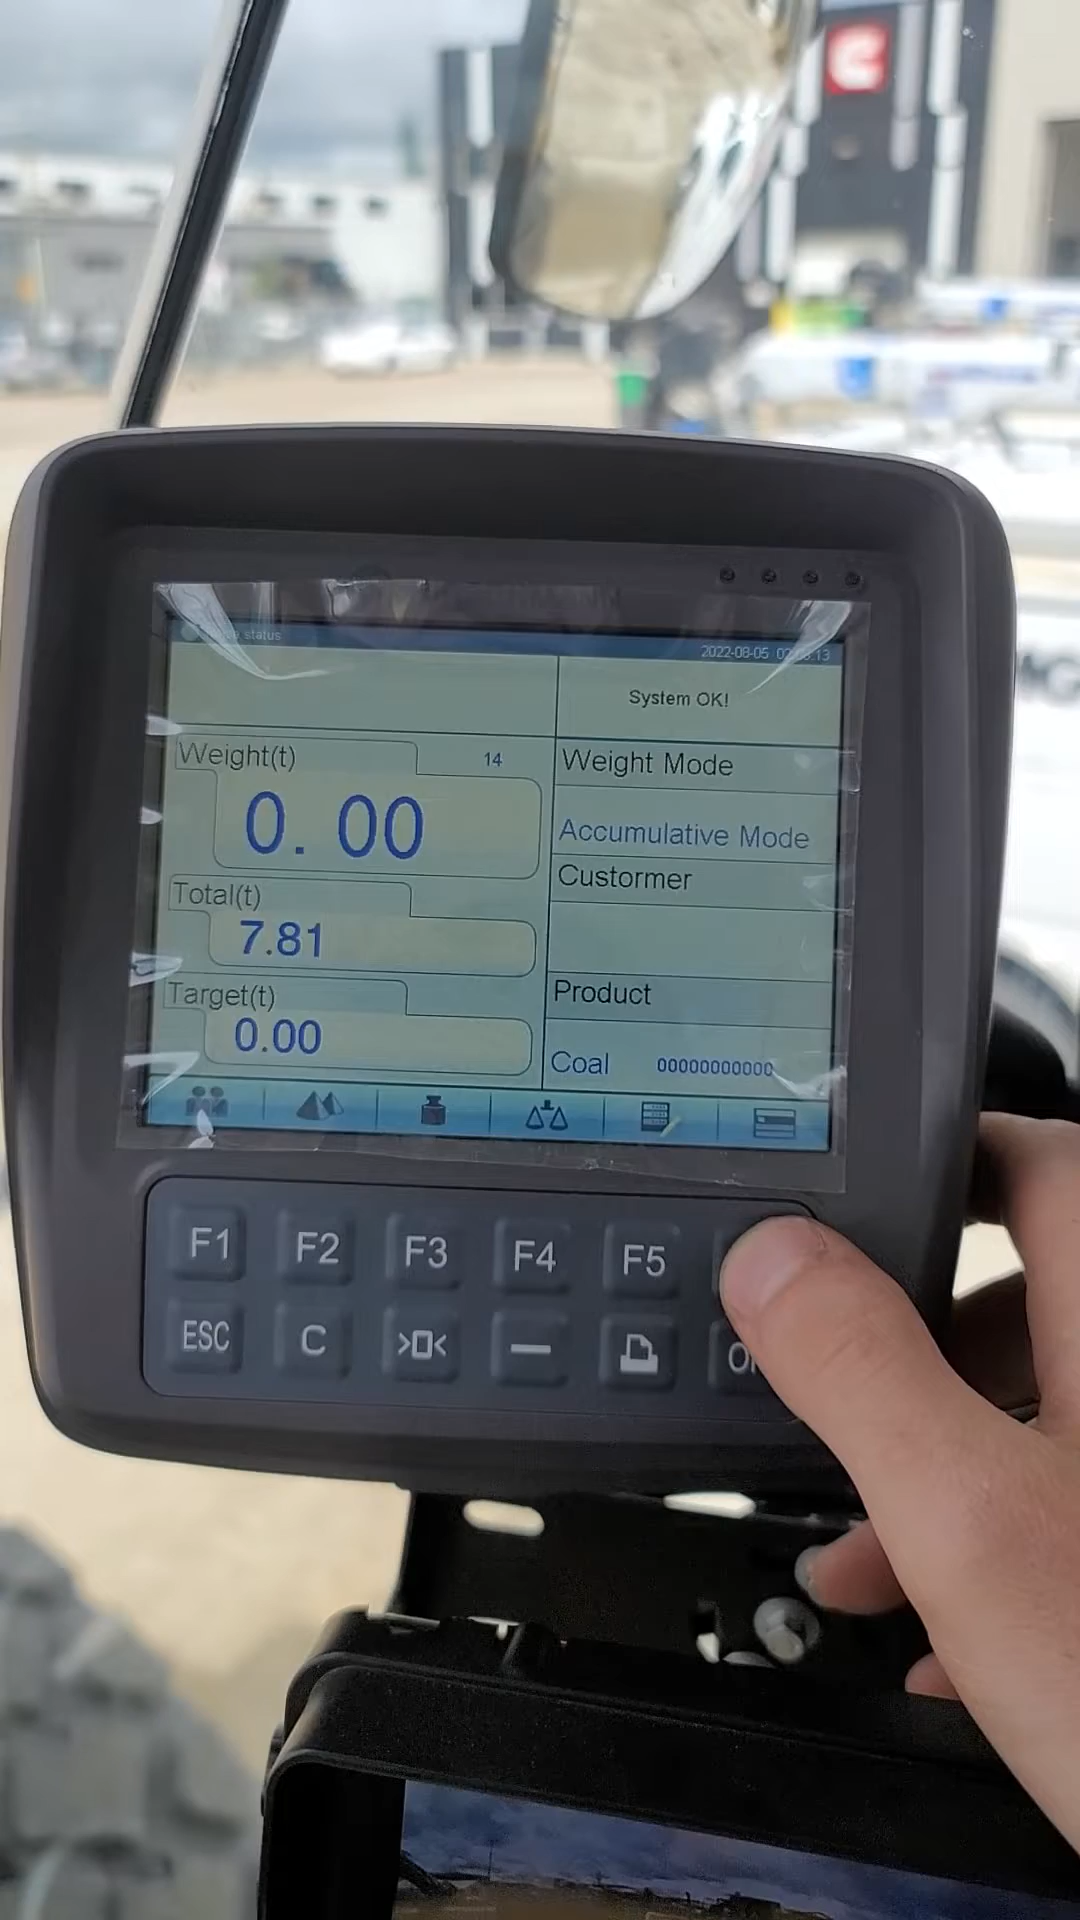 status
2022-08-05
System OK!
Weight(t)
14
0. 00
Total(t)
7.81
Target(t)
0.00
Weight Mode
Accumulative Mode
Custormer
Product
Coal 00000000000
F1 F2 F3 F4 F5
ESC C >0<